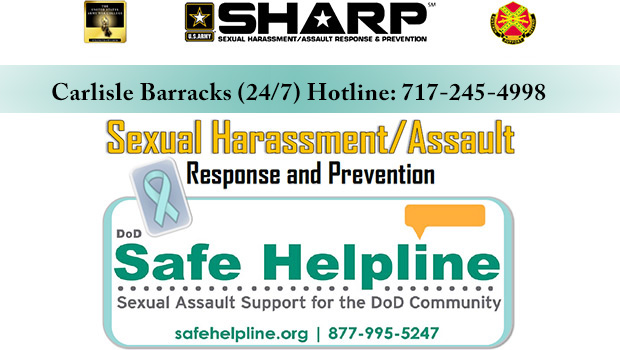 SHARP
SM
U.S.ARMY
SEXUAL HARASSMENT/ASSAULT RESPONSE & PREVENTION
Carlisle Barracks (24/7) Hotline: 717-245-4998
Sexual Harassment/Assault
Response and Prevention
DoD
Safe Helpline
Sexual Assault Support for the DoD Community
safehelpline.org | 877-995-5247